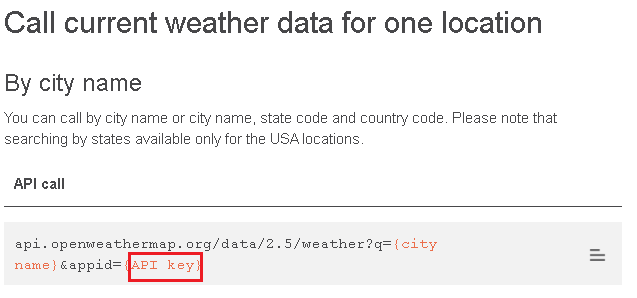 Call current weather data for one location
By city name
You can call by city name or city name, state code and country code. Please note that
searching by states available only for the USA locations.
API call
api.openweathermap.org/data/2.5/weather?q={city
name}&appid={API key}